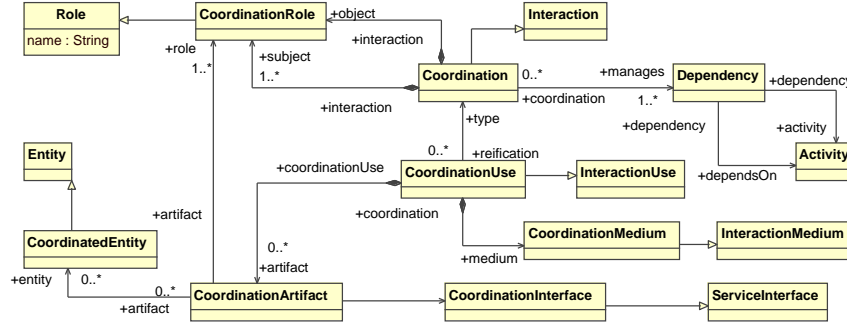 Role
name : String
CoordinationRole
+object
+interaction
Interaction
+role
1..*
+subject
1..*
+interaction
Coordination
0..*
+coordination
+manages
1..*
Dependency
+dependency
+dependency
+activity
+dependsOn
Activity
+type
0..*
+reification
Entity
+coordinationUse
CoordinationUse
+coordination
InteractionUse
+artifact
CoordinatedEntity
+entity
0..*
0..*
+artifact
+medium
CoordinationMedium
InteractionMedium
0..*
+artifact
CoordinationArtifact
CoordinationInterface
ServiceInterface